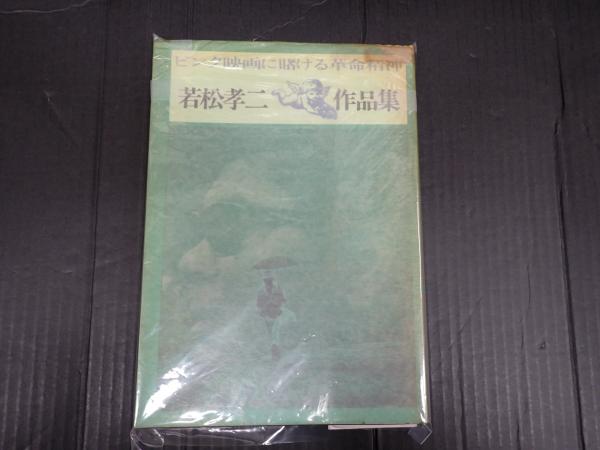 ピンク映画に賭ける革命精神
若松孝二 作品集